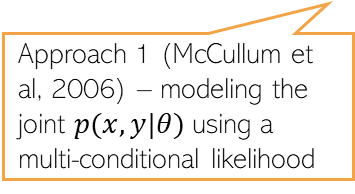 Approach 1 (McCullum et
al, 2006) – modeling the
joint p(x, y|θ) using a
multi-conditional likelihood